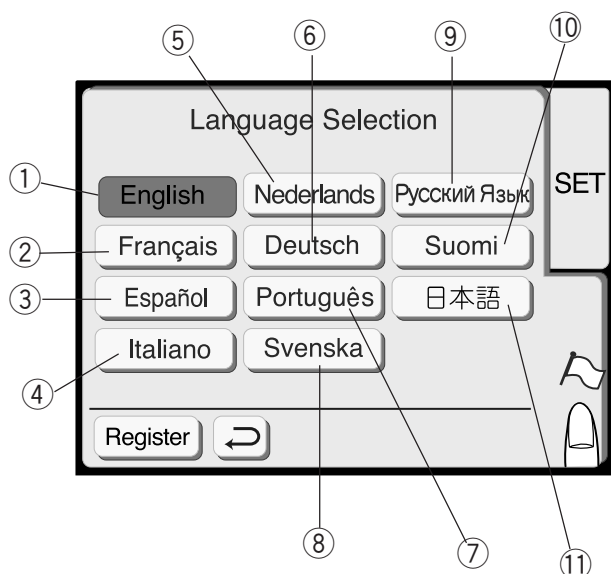 ⑤ ⑥ ⑨ ⑩
Language Selection
SET
① English Nederlands Русский Язык
② Français Deutsch Suomi
③ Español Português 日本語
④ Italiano Svenska
Register
⑧ ⑦ ⑪